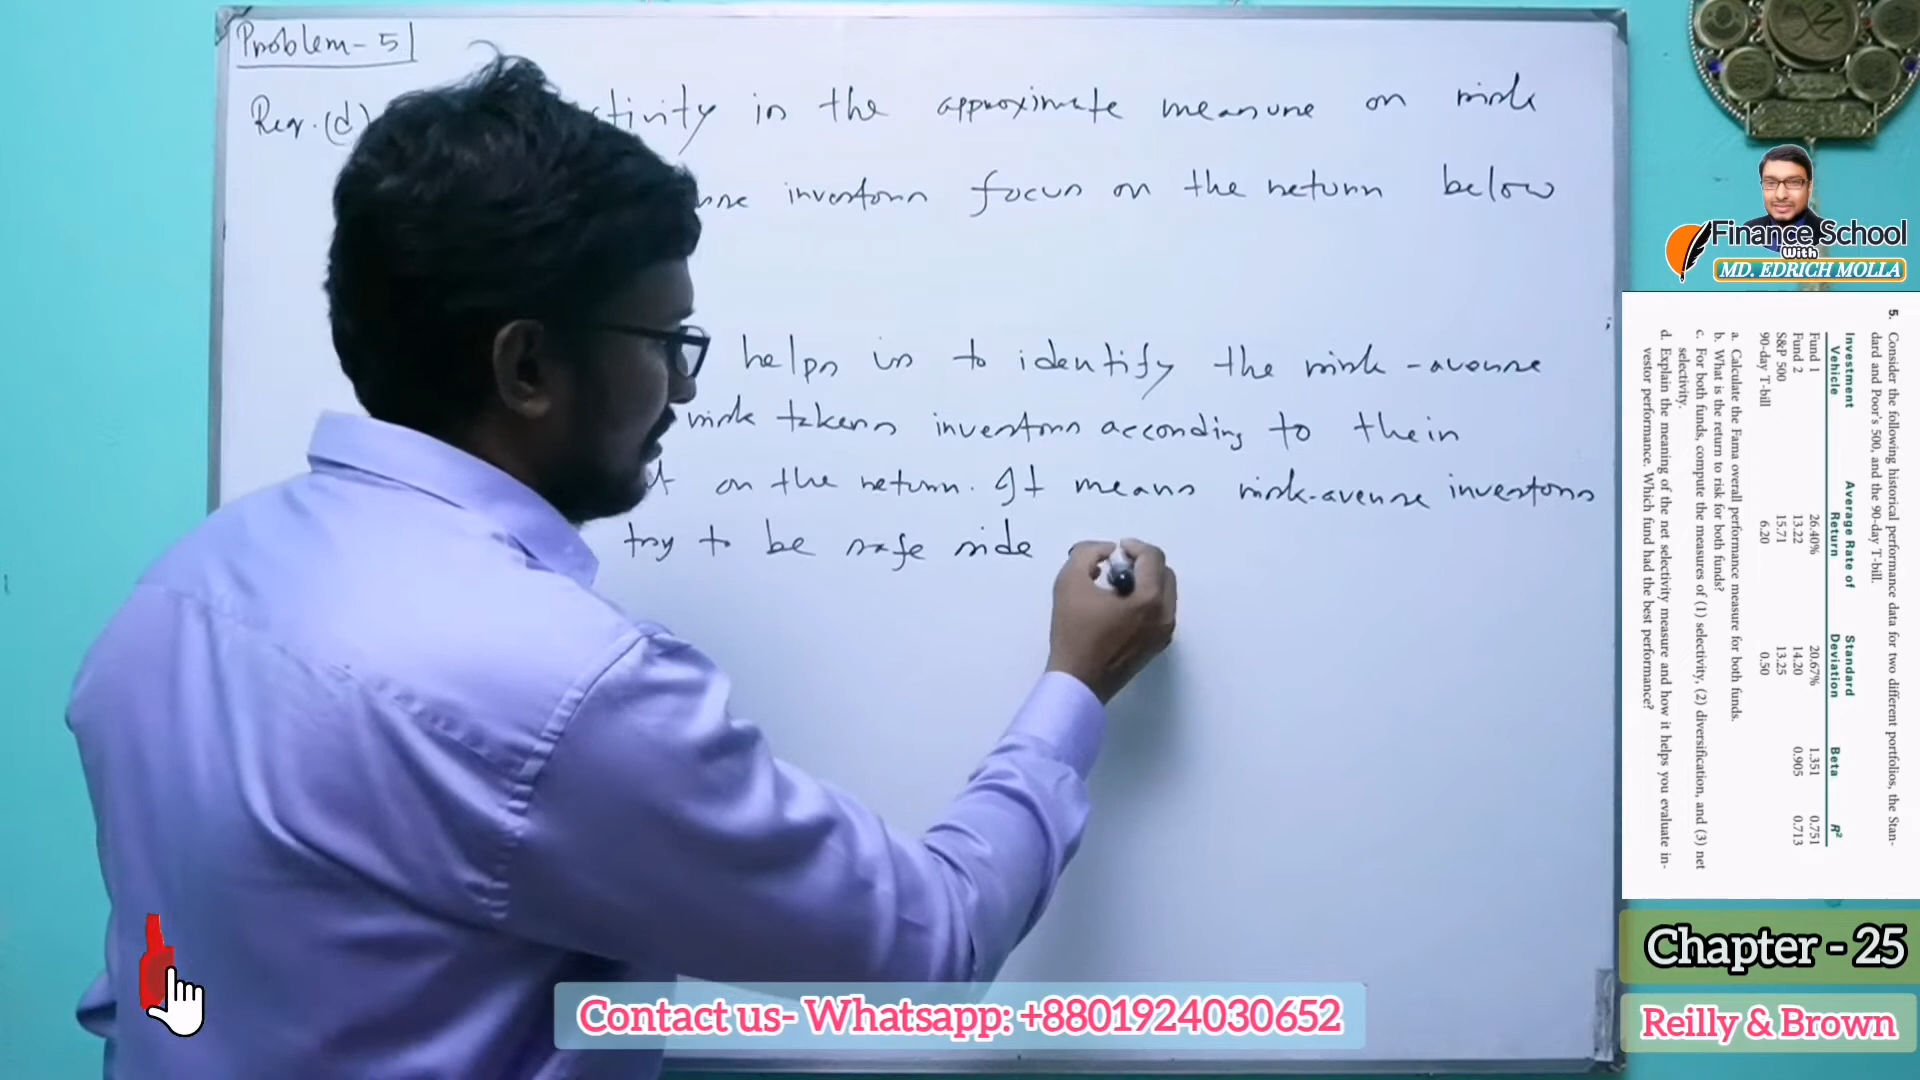 Problem-5
Req.(d) in the approximate measure on risk
investors focus on the return below
helps us to identify the risk-averse
risk takers investors according to their
on the return. It means risk-averse investors
try to be safe side
Finance School
With
MD. EDRICH MOLLA
5. Consider the following historical performance data for two different portfolios, the Stan-
dard and Poor's 500, and the 90-day T-bill.
Investment Vehicle Average Rate of Return Standard Deviation Beta R²
Fund 1 26.40% 20.67% 1.351 0.751
Fund 2 13.22 14.20 0.905 0.713
S&P 500 15.71 13.25
90-day T-bill 6.20 0.50
a. Calculate the Fama overall performance measure for both funds.
b. What is the return to risk for both funds?
c. For both funds, compute the measures of (1) selectivity, (2) diversification, and (3) net
selectivity.
d. Explain the meaning of the net selectivity measure and how it helps you evaluate in-
vestor performance. Which fund had the best performance?
Chapter - 25
Reilly & Brown
Contact us- Whatsapp: +8801924030652